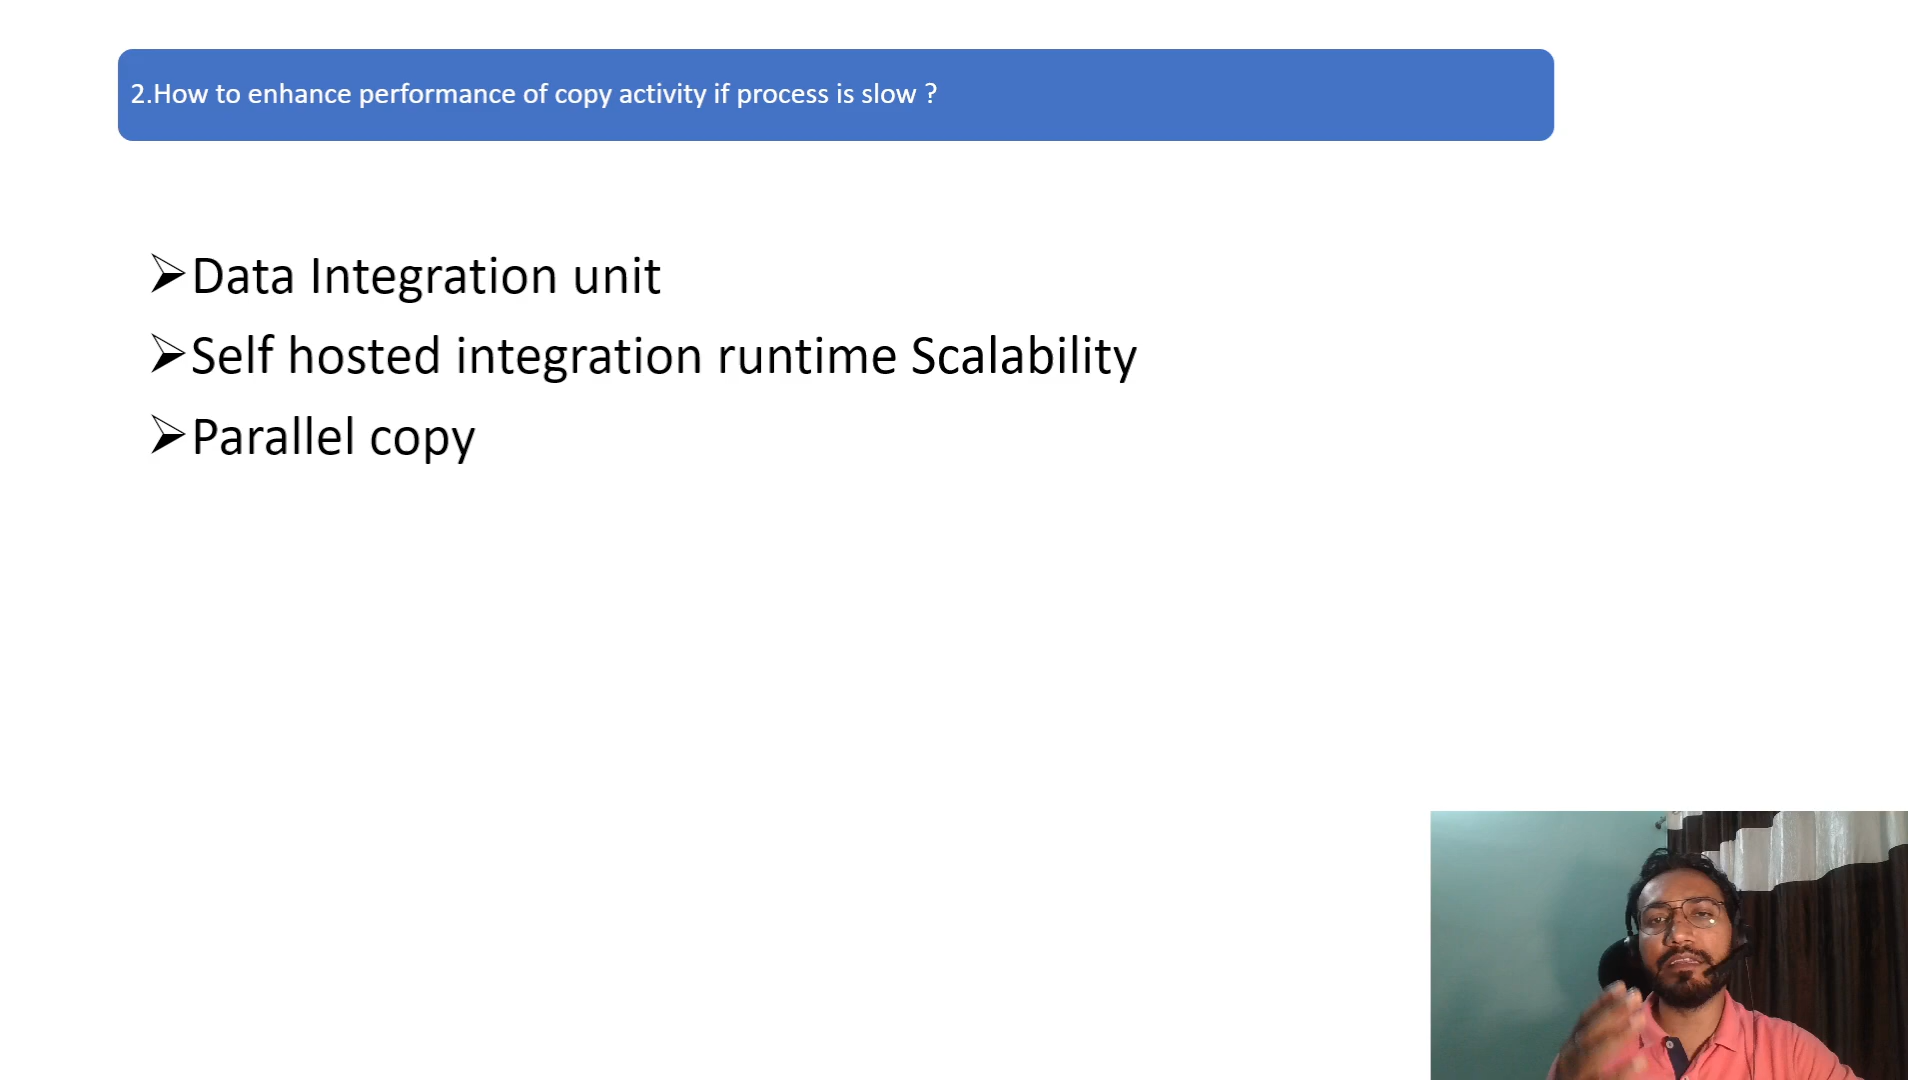 2.How to enhance performance of copy activity if process is slow ?
Data Integration unit
Self hosted integration runtime Scalability
Parallel copy